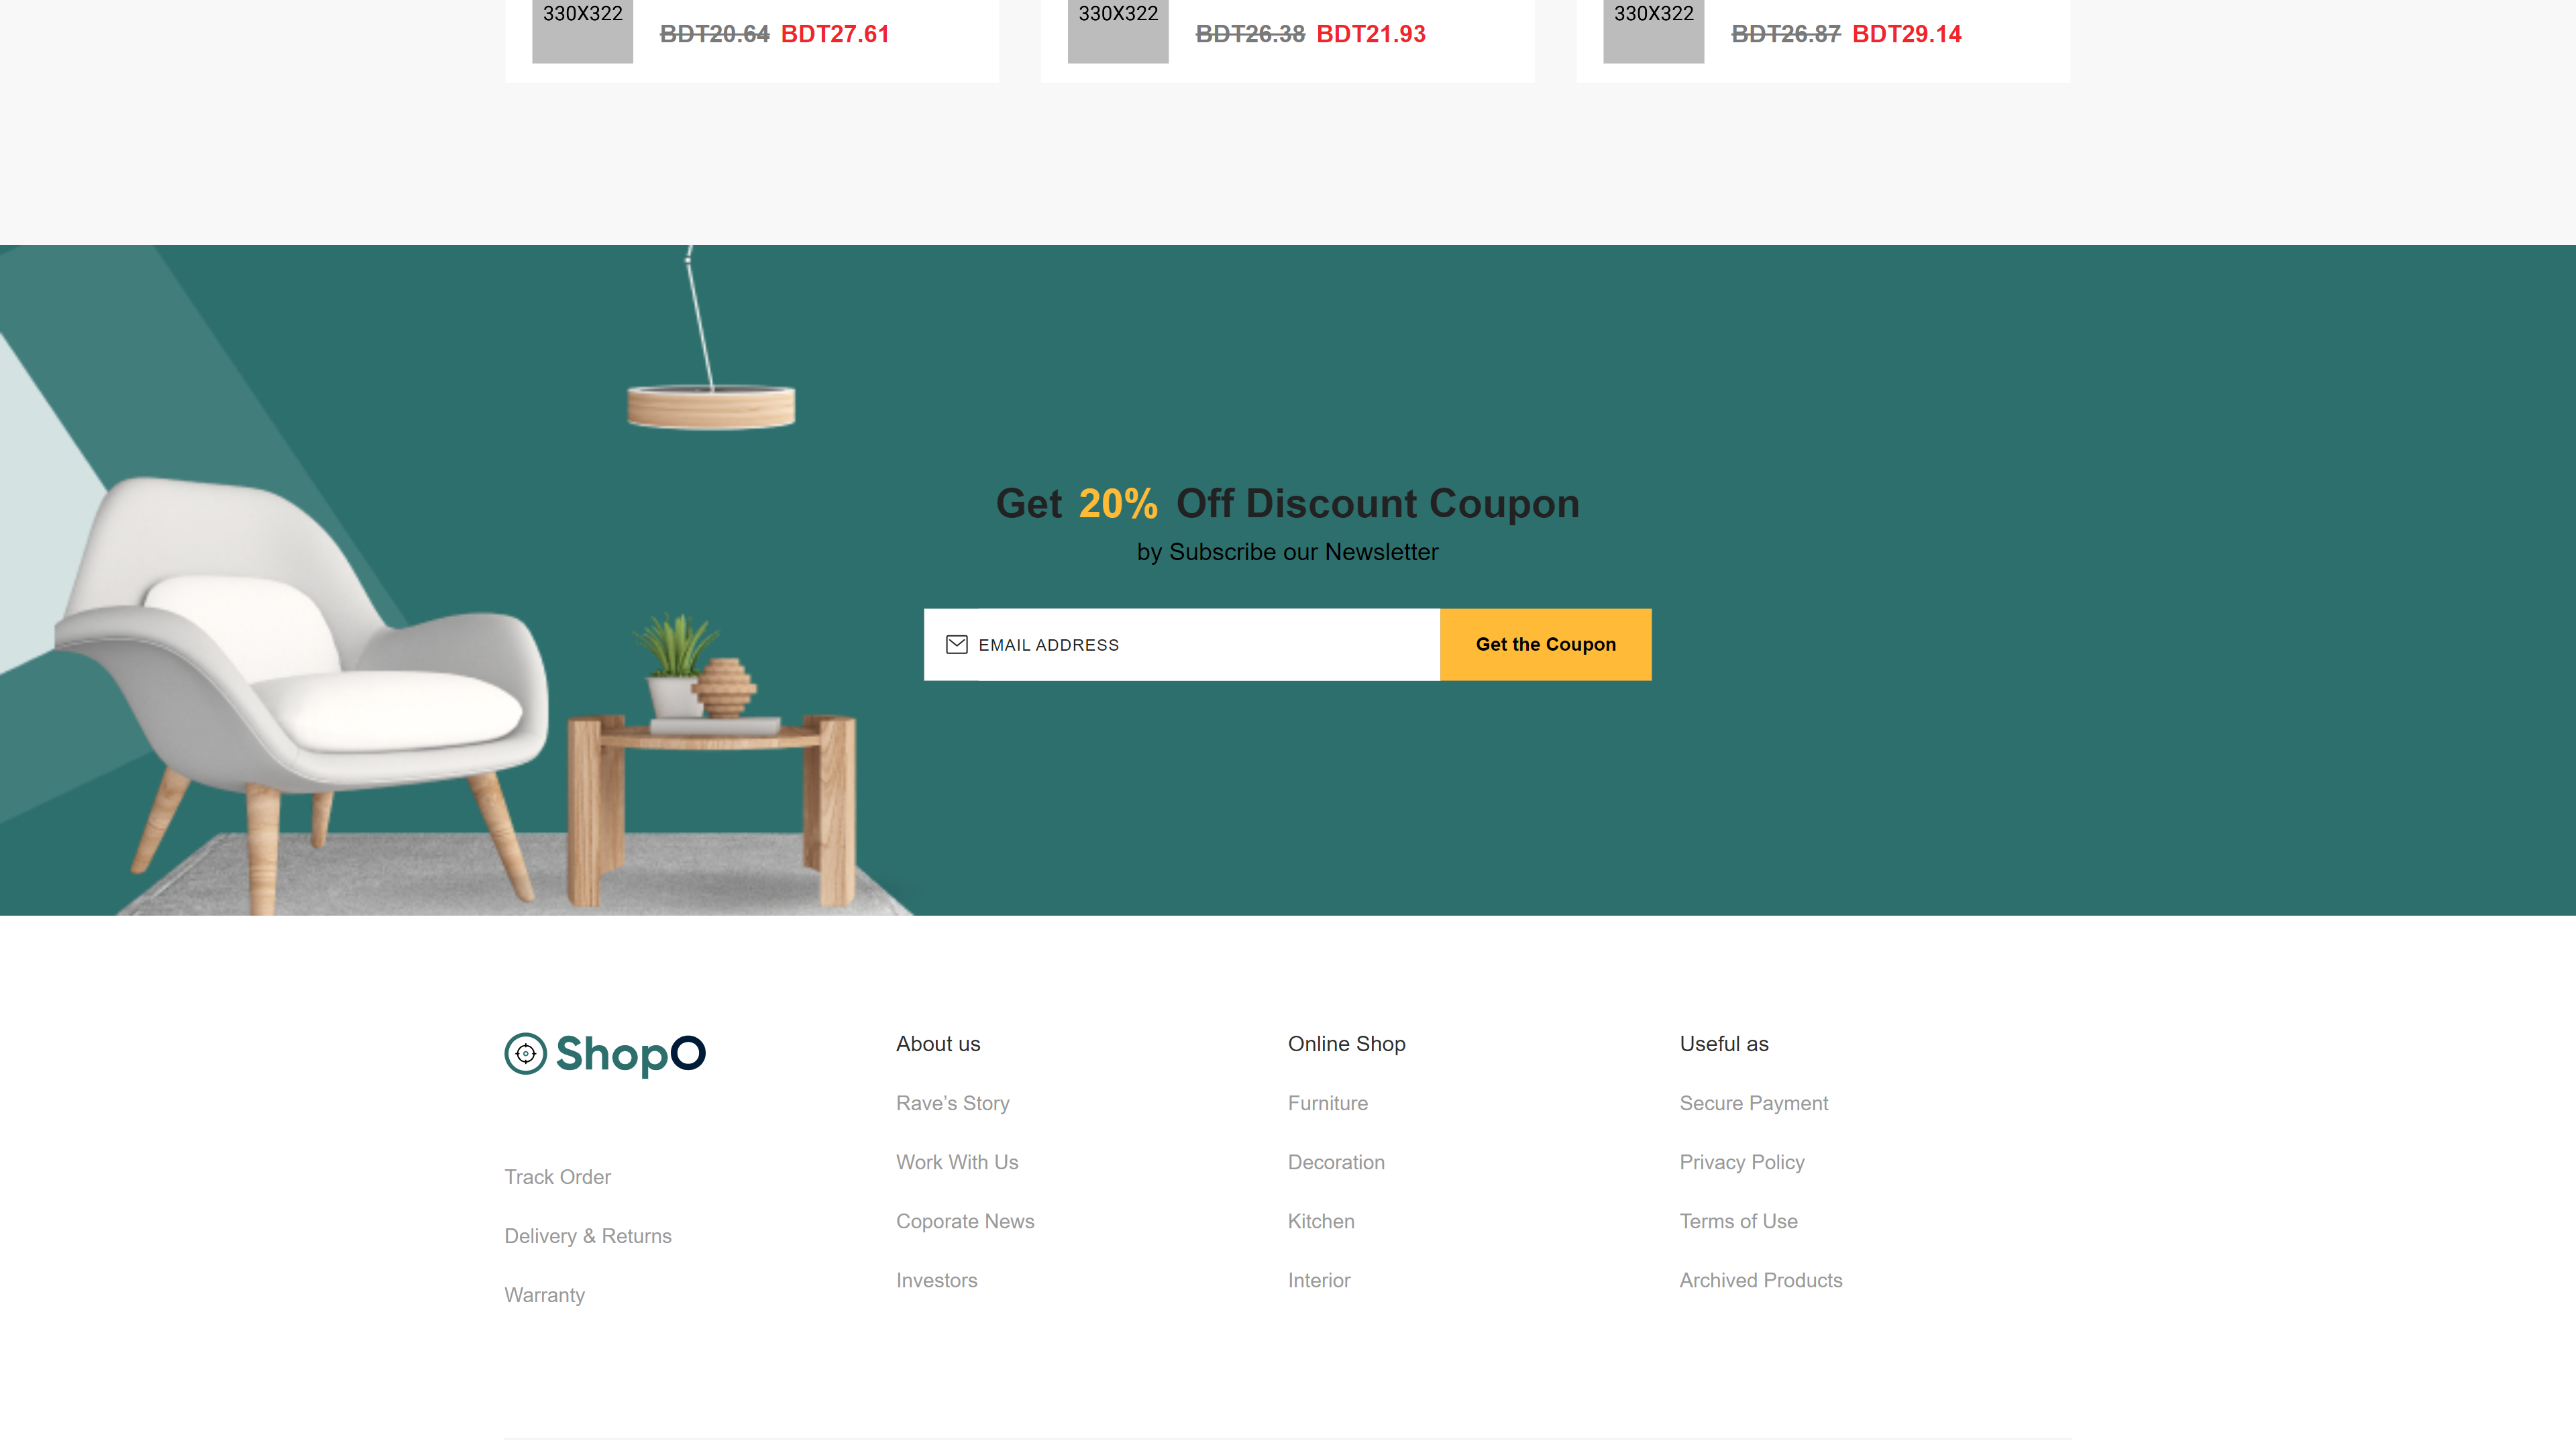 330X322
BDT20.64 BDT27.61
330X322
BDT26.38 BDT21.93
330X322
BDT26.87 BDT29.14
Get 20% Off Discount Coupon
by Subscribe our Newsletter
EMAIL ADDRESS
Get the Coupon
ShopO
Track Order
Delivery & Returns
Warranty
About us
Rave’s Story
Work With Us
Coporate News
Investors
Online Shop
Furniture
Decoration
Kitchen
Interior
Useful as
Secure Payment
Privacy Policy
Terms of Use
Archived Products